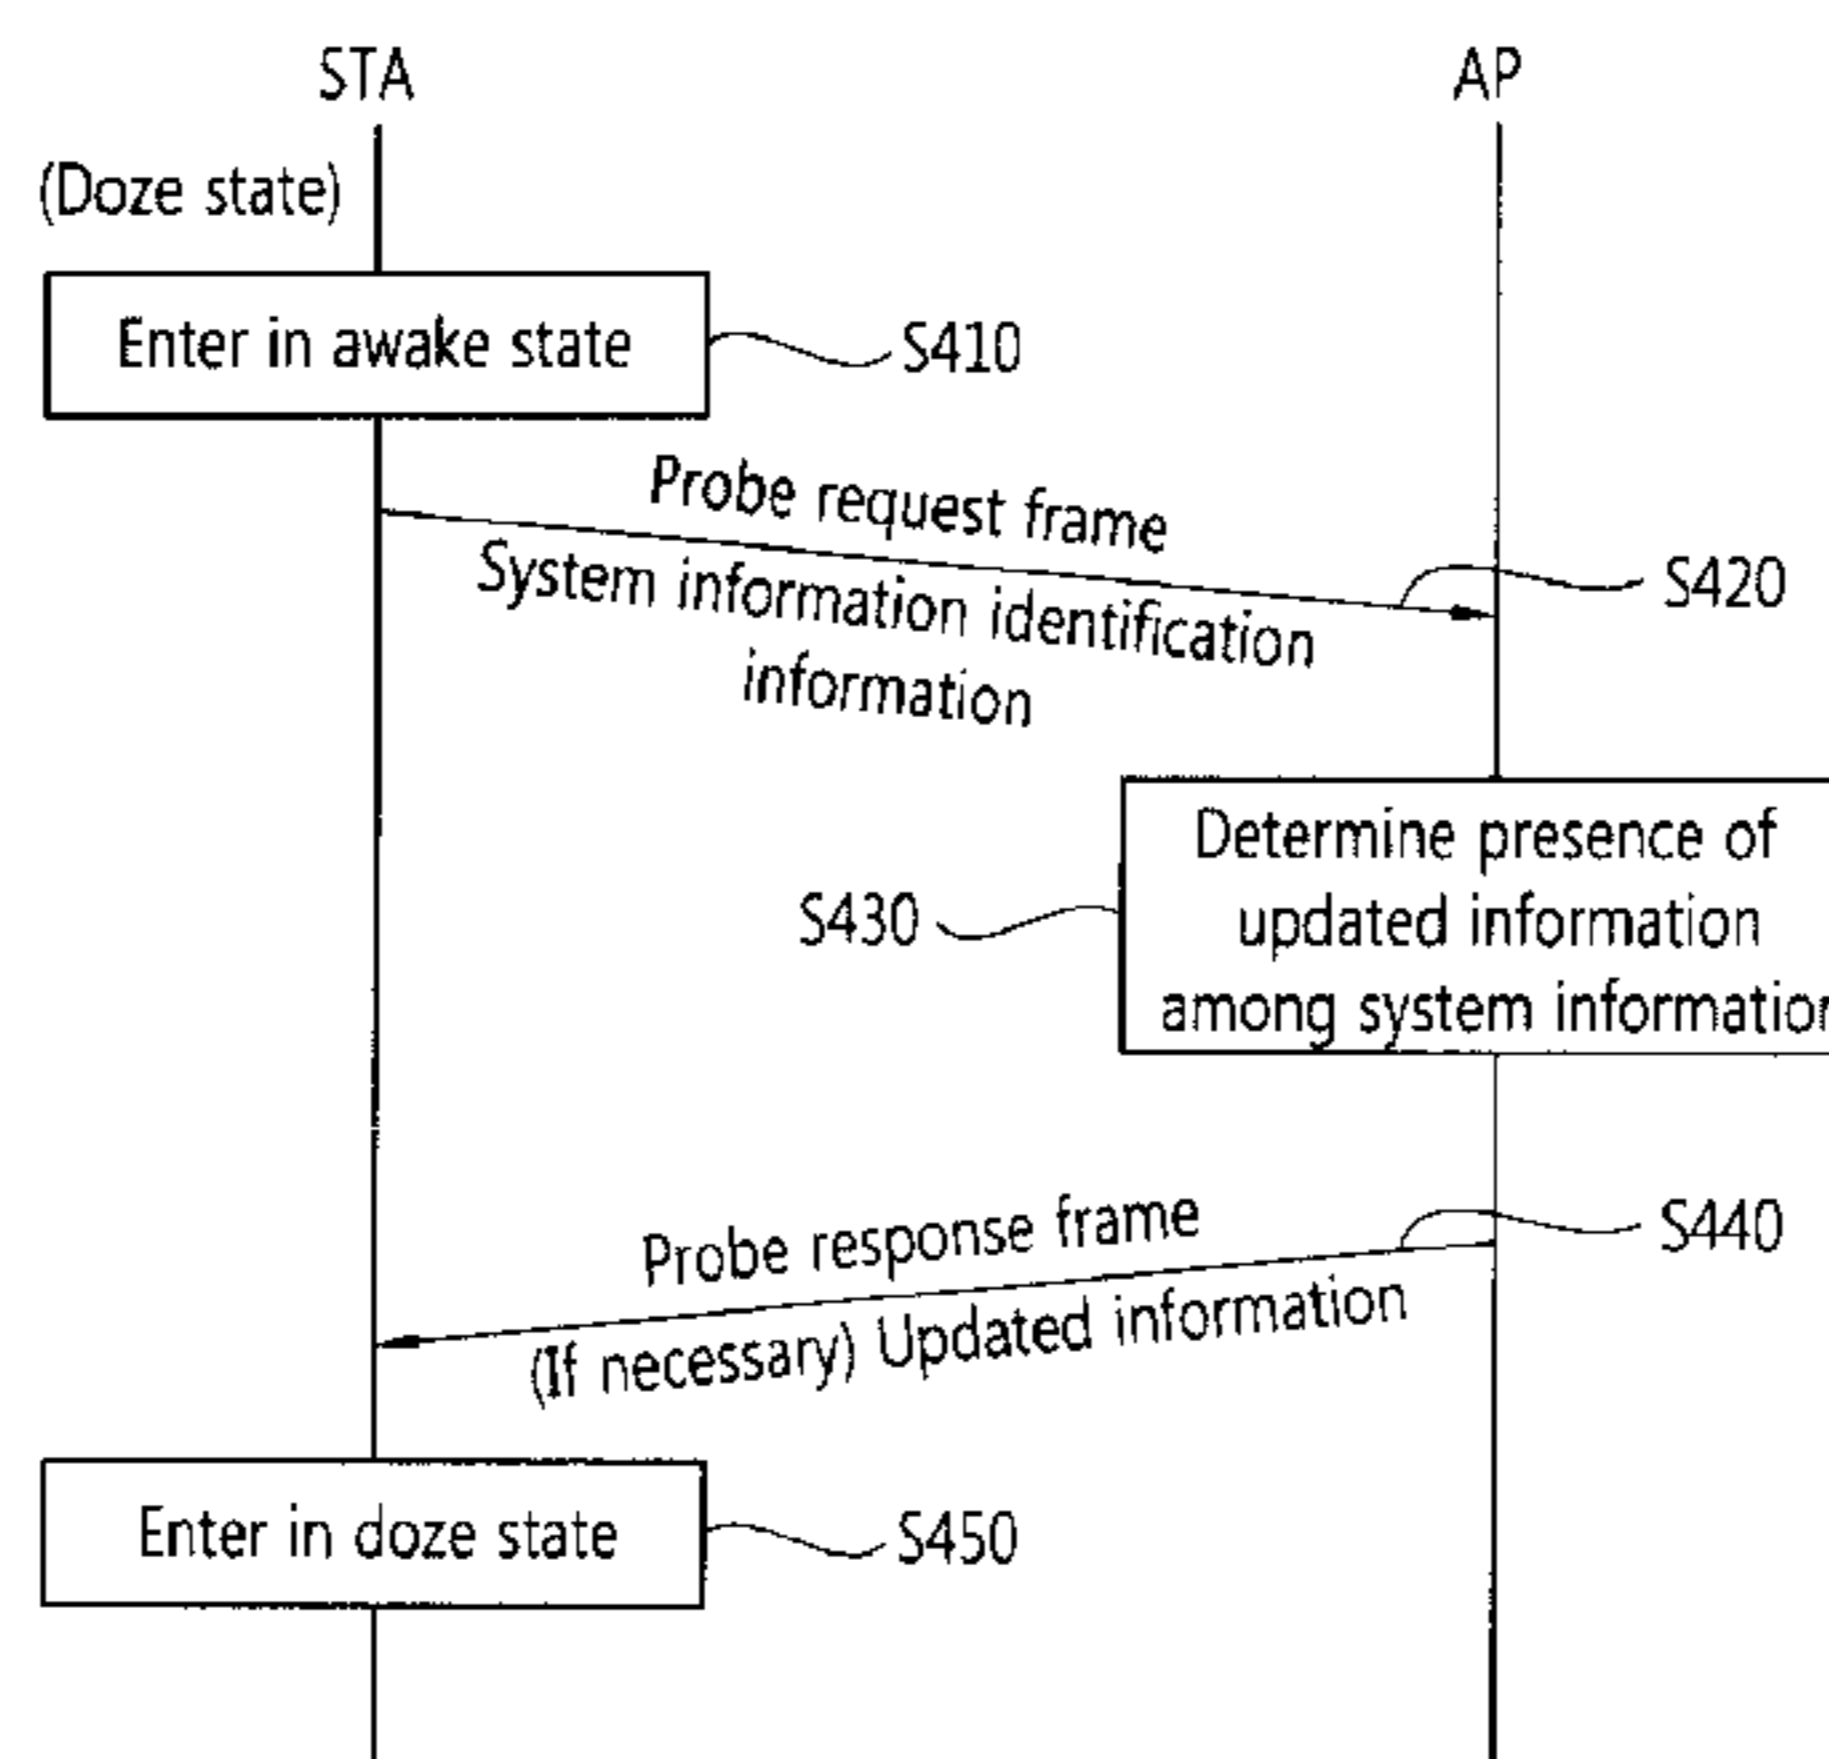 STA
AP
(Doze state)
Enter in awake state
S410
Probe request frame
System information identification
information
S420
Determine presence of
updated information
among system information
S430
Probe response frame
(If necessary) Updated information
S440
Enter in doze state
S450